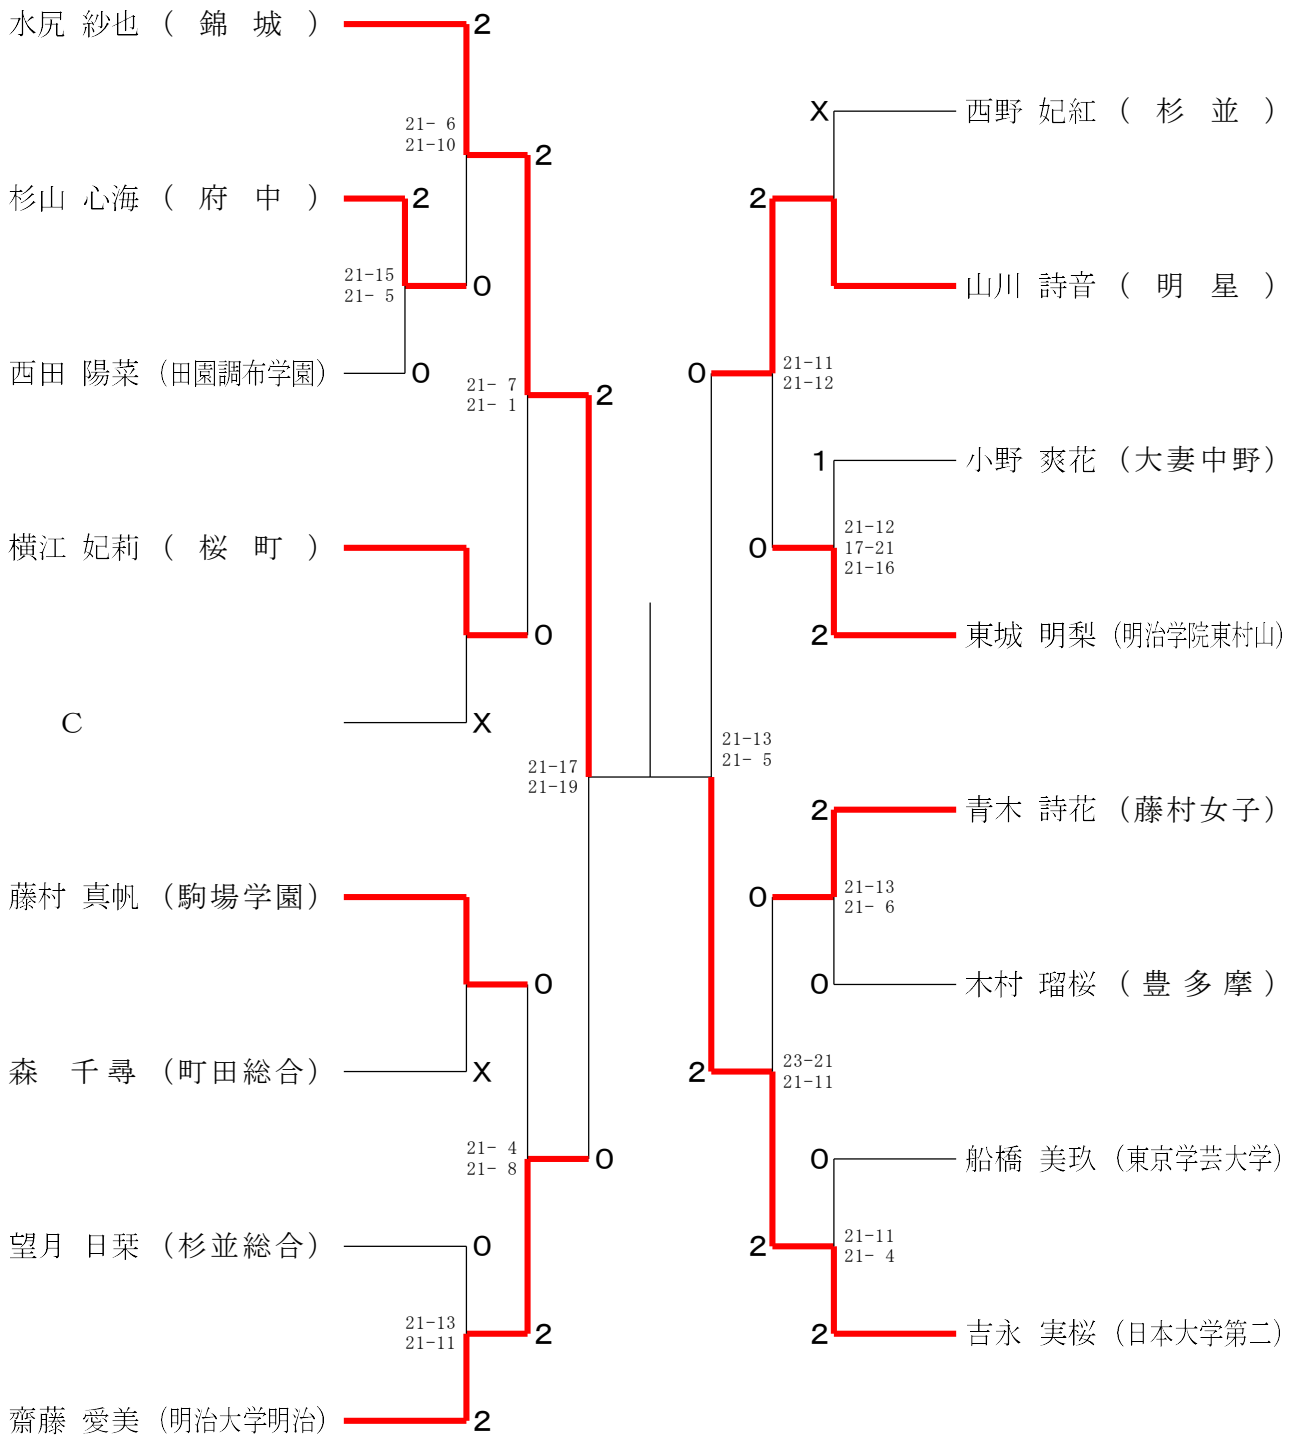 水尻 紗也 ( 錦 城 )
2
21- 6
21-10
2
杉山 心海 ( 府 中 )
2
21-15
21- 5
0
西田 陽菜 (田園調布学園)
0
21- 7
21- 1
2
横江 妃莉 ( 桜 町 )
0
C
X
21-17
21-19
藤村 真帆 (駒場学園)
0
森 千尋 (町田総合)
X
21- 4
21- 8
0
望月 日栞 (杉並総合)
0
21-13
21-11
2
齋藤 愛美 (明治大学明治)
2
X
西野 妃紅 ( 杉 並 )
2
山川 詩音 ( 明 星 )
0
21-11
21-12
1
小野 爽花 (大妻中野)
0
21-12
17-21
21-16
2
東城 明梨 (明治学院東村山)
21-13
21- 5
2
青木 詩花 (藤村女子)
0
21-13
21- 6
0
木村 瑠桜 (豊多摩)
2
23-21
21-11
0
船橋 美玖 (東京学芸大学)
2
21-11
21- 4
2
吉永 実桜 (日本大学第二)